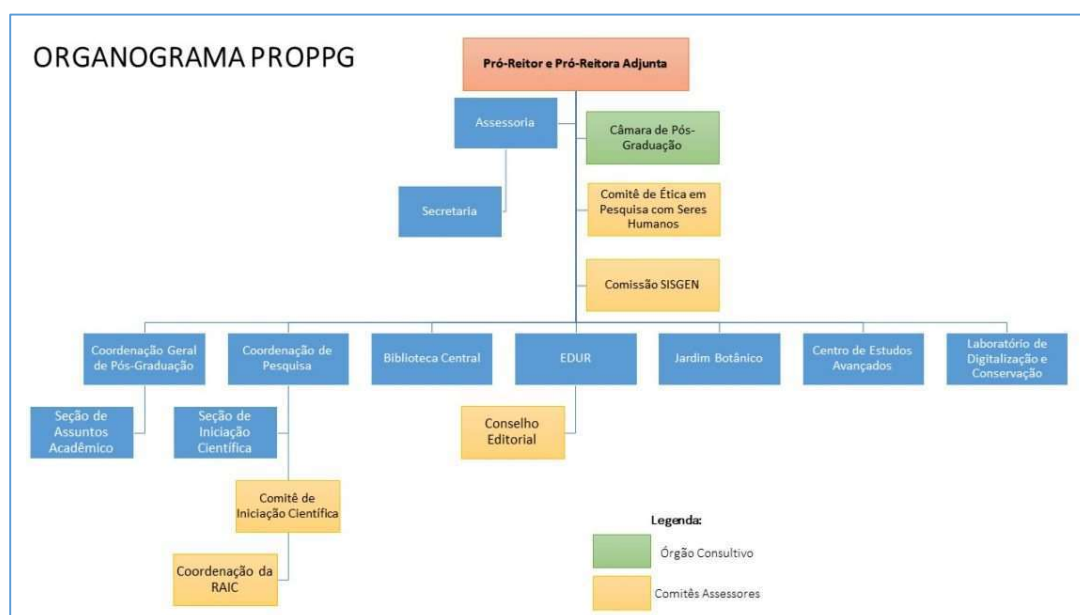 ORGANOGRAMA PROPPG
Pró-Reitor e Pró-Reitora Adjunta
Assessoria
Câmara de Pós-
Graduação
Secretaria
Comitê de Ética em
Pesquisa com Seres
Humanos
Comissão SISGEN
Coordenação Geral
de Pós-Graduação
Coordenação de
Pesquisa
Biblioteca Central
EDUR
Jardim Botânico
Centro de Estudos
Avançados
Laboratório de
Digitalização e
Conservação
Seção de
Assuntos
Acadêmico
Seção de
Iniciação
Científica
Conselho
Editorial
Comitê de
Iniciação Científica
Coordenação da
RAIC
Legenda:
Órgão Consultivo
Comitês Assessores